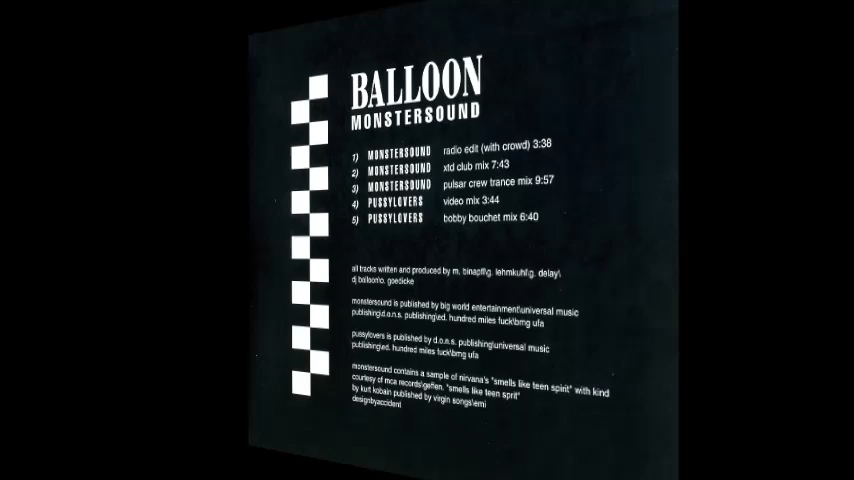 BALLOON
MONSTERSOUND
1) MONSTERSOUND radio edit (with crowd) 3:38
2) MONSTERSOUND xtd club mix 7:43
3) MONSTERSOUND pulsar crew trance mix 9:57
4) PUSSYLOVERS video mix 3:44
5) PUSSYLOVERS bobby bouchet mix 6:40
all tracks written and produced by m. binapfl\g. lehmkuhl\g. delay\
dj balloon\o. goedicke
monstersound is published by big world entertainment\universal music
publishing\d.o.n.s. publishing\ed. hundred miles fuck\bmg ufa
pussylovers is published by d.o.n.s. publishing\universal music
publishing\ed. hundred miles fuck\bmg ufa
monstersound contains a sample of nirvana's "smells like teen spirit" with kind
courtesy of mca records\geffen. "smells like teen sprit"
by kurt kobain published by virgin songs\emi
designbyaccident